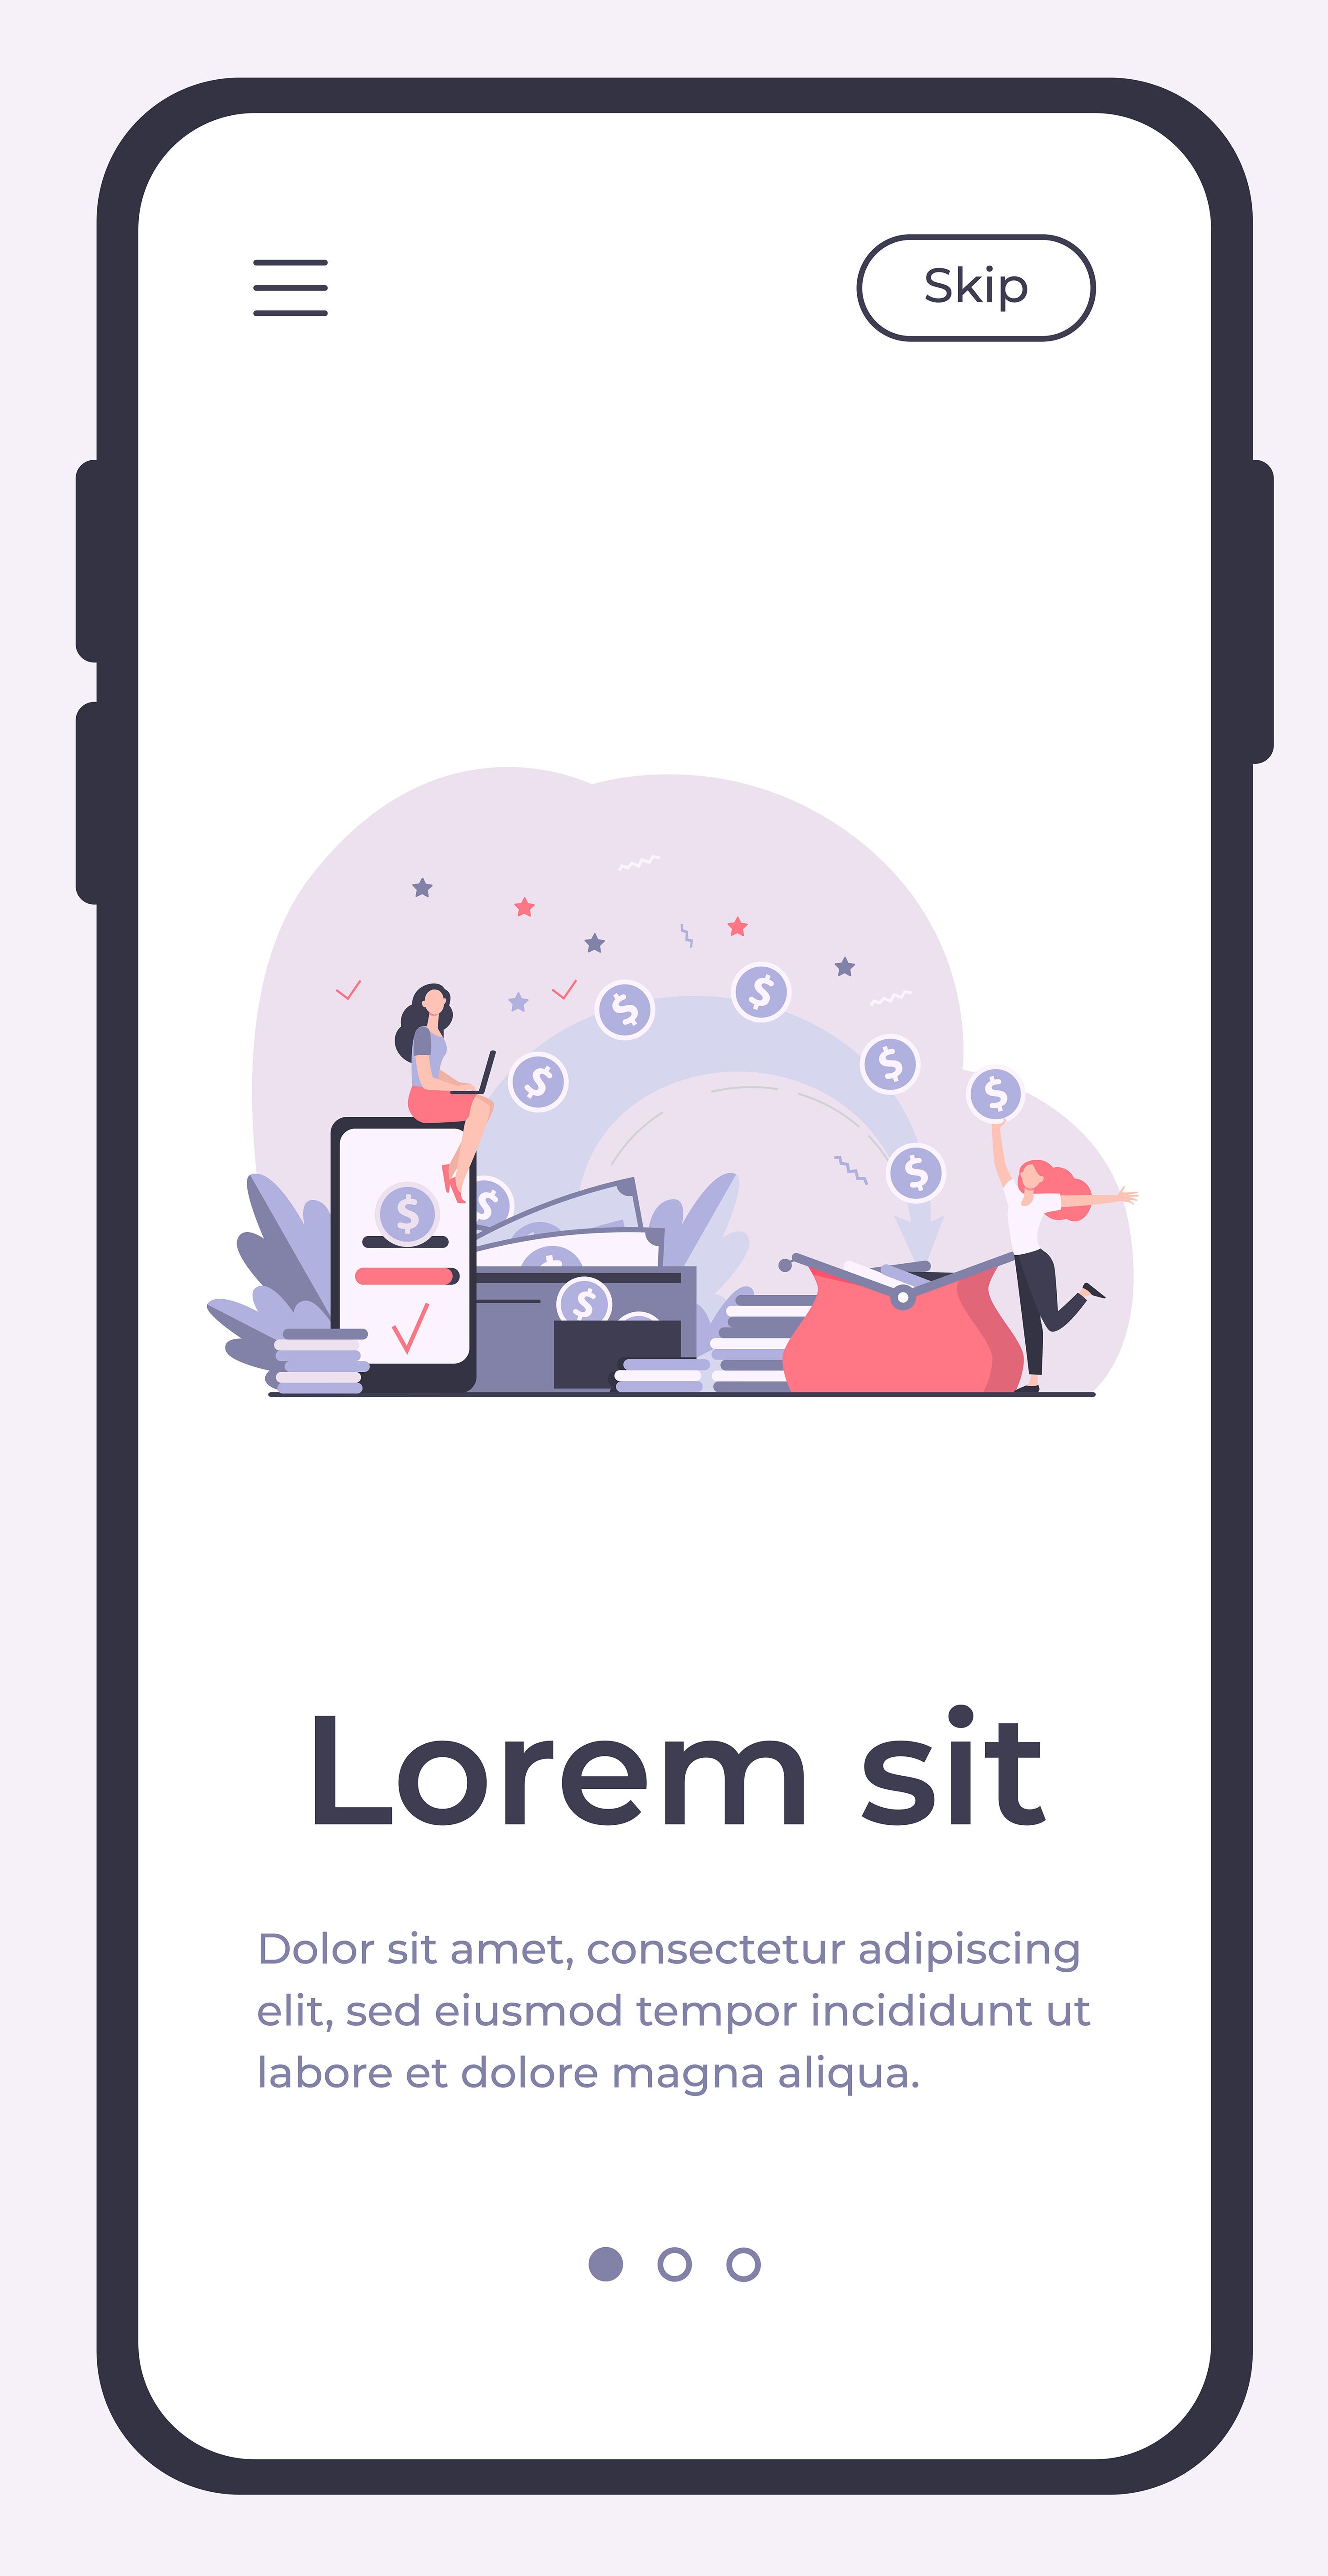 Skip
$ $
$ $ $
$ $
$ $
$ $
Lorem sit
Dolor sit amet, consectetur adipiscing
elit, sed eiusmod tempor incididunt ut
labore et dolore magna aliqua.